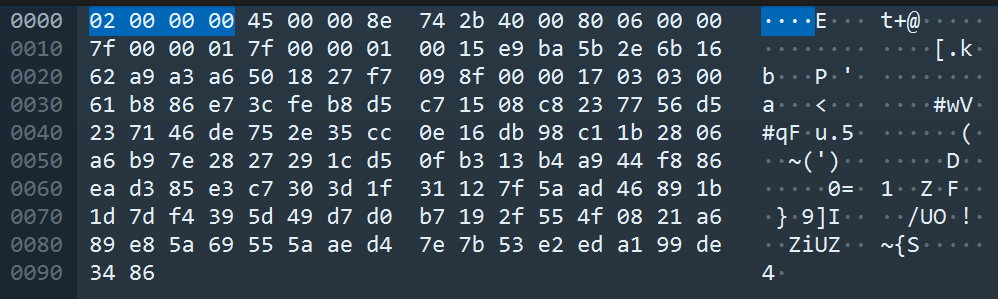 0000 02 00 00 00 45 00 00 8e 74 2b 40 00 80 06 00 00 ····E···t+@·····
0010 7f 00 00 01 7f 00 00 01 00 15 e9 ba 5b 2e 6b 16 ············[.k·
0020 62 a9 a3 a6 50 18 27 f7 09 8f 00 00 17 03 03 00 b···P·'·········
0030 61 b8 86 e7 3c fe b8 d5 c7 15 08 c8 23 77 56 d5 a···<·······#wV·
0040 23 71 46 de 75 2e 35 cc 0e 16 db 98 c1 1b 28 06 #qF·u.5·······(·
0050 a6 b9 7e 28 27 29 1c d5 0f b3 13 b4 a9 44 f8 86 ··~(')·······D··
0060 ea d3 85 e3 c7 30 3d 1f 31 12 7f 5a ad 46 89 1b ·····0=·1··Z·F··
0070 1d 7d f4 39 5d 49 d7 d0 b7 19 2f 55 4f 08 21 a6 ·}·9]I····/UO·!·
0080 89 e8 5a 69 55 5a ae d4 7e 7b 53 e2 ed a1 99 de ··ZiUZ··~{S·····
0090 34 86 4·